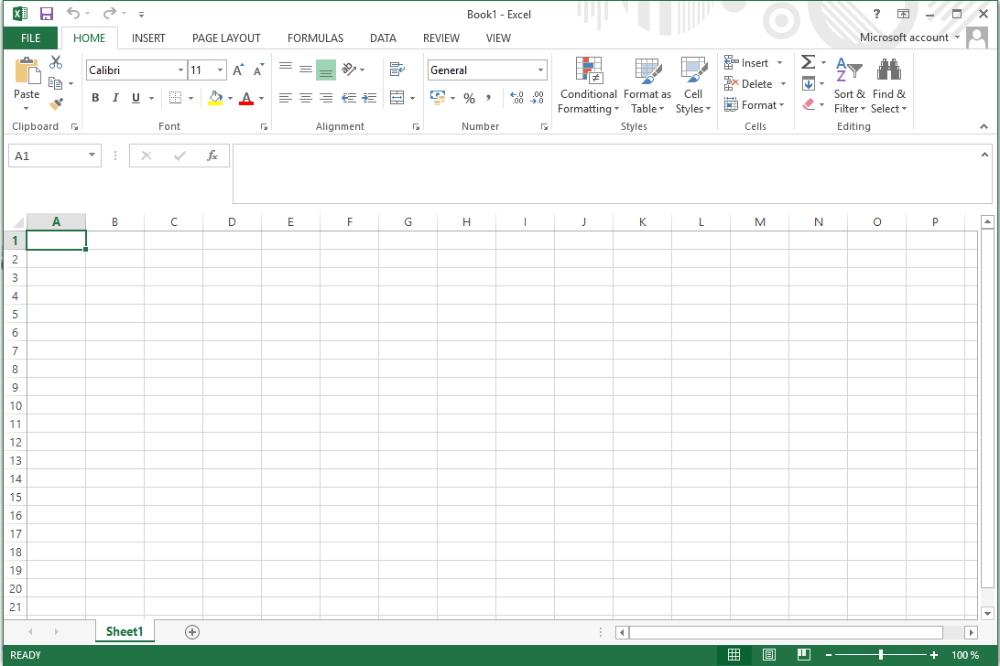 Book1 - Excel
?
FILE HOME INSERT PAGE LAYOUT FORMULAS DATA REVIEW VIEW Microsoft account
Paste
Clipboard
Calibri 11
A A
B I U A
Font
Alignment
General
% , .0 .00
Number
Conditional Formatting
Format as Table
Cell Styles
Styles
Insert
Delete
Format
Cells
Σ
Sort & Filter
Find & Select
Editing
A1 fx
A B C D E F G H I J K L M N O P
1
2
3
4
5
6
7
8
9
10
11
12
13
14
15
16
17
18
19
20
21
Sheet1
READY 100 %